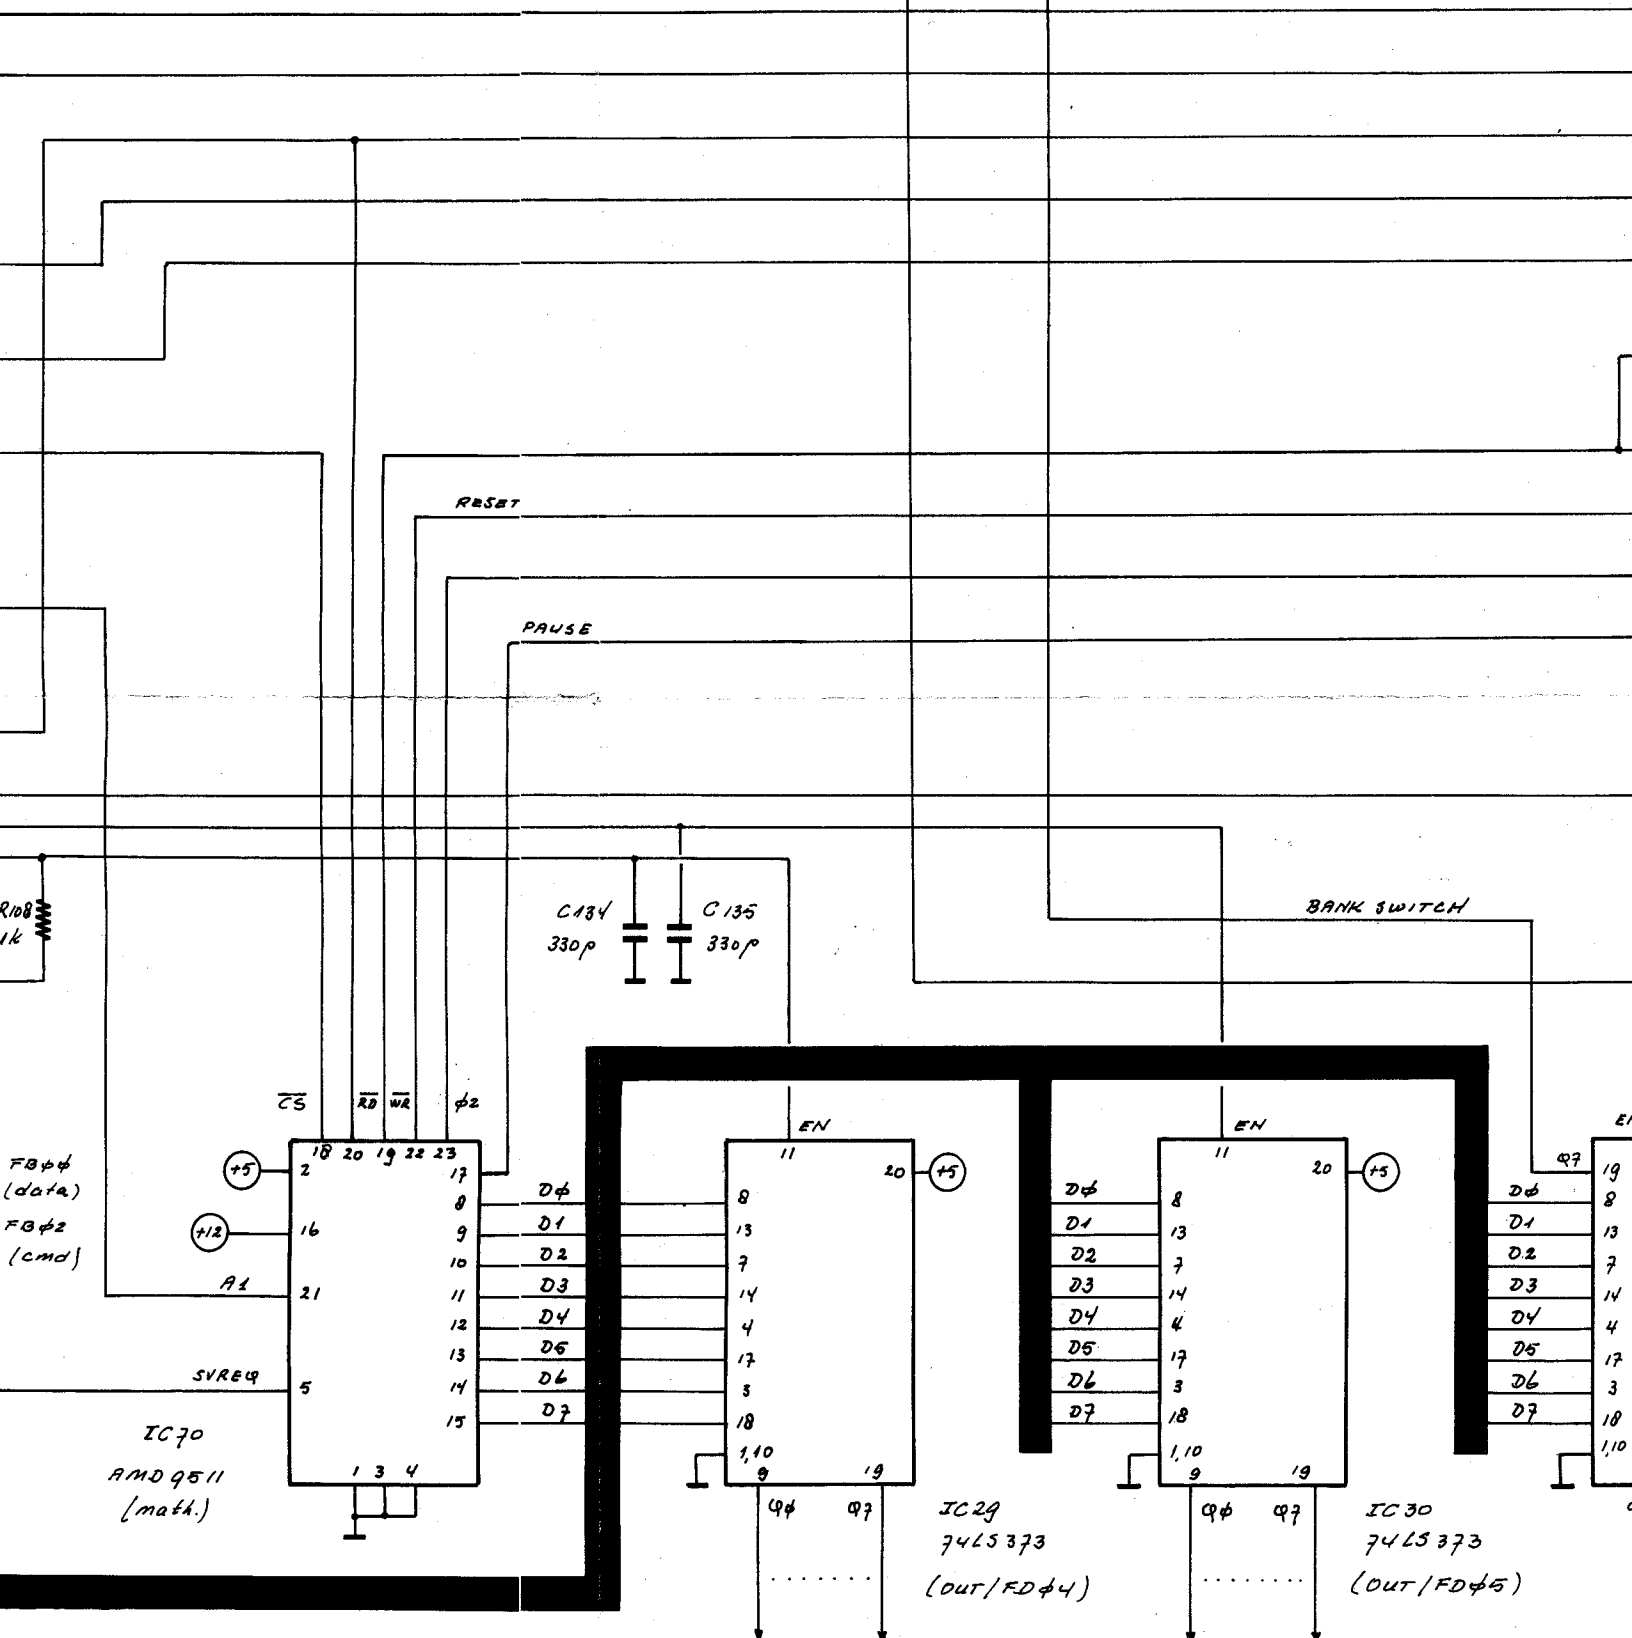 RESET
PAUSE
R108
1k
C134
330p
C135
330p
BANK SWITCH
CS RD WR φ2
EN
EN
FBφφ
(data)
FBφ2
(cmd)
+5
+12
A1
SVREQ
18 20 19 22 23
2
16
21
5
17
8
9
10
11
12
13
14
15
1 3 4
IC70
AMD 9511
(math.)
Dφ
D1
D2
D3
D4
D5
D6
D7
11
20 +5
8
13
7
14
4
17
3
18
1,10
9 19
Qφ Q7
IC29
74LS373
(OUT/FDφ4)
Dφ
D1
D2
D3
D4
D5
D6
D7
11
20 +5
8
13
7
14
4
17
3
18
1,10
9 19
Qφ Q7
IC30
74LS373
(OUT/FDφ5)
Q7
Dφ
D1
D2
D3
D4
D5
D6
D7
19
8
13
7
14
4
17
3
18
1,10